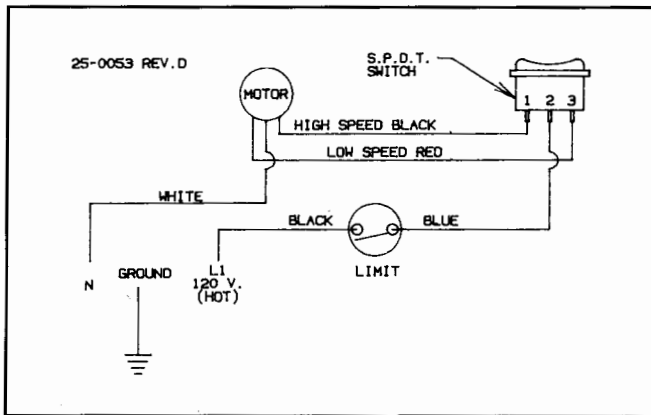 25-0053 REV.D
S.P.D.T.
SWITCH
MOTOR
1 2 3
HIGH SPEED BLACK
LOW SPEED RED
WHITE
BLACK
BLUE
LIMIT
N
GROUND
L1
120 V.
(HOT)